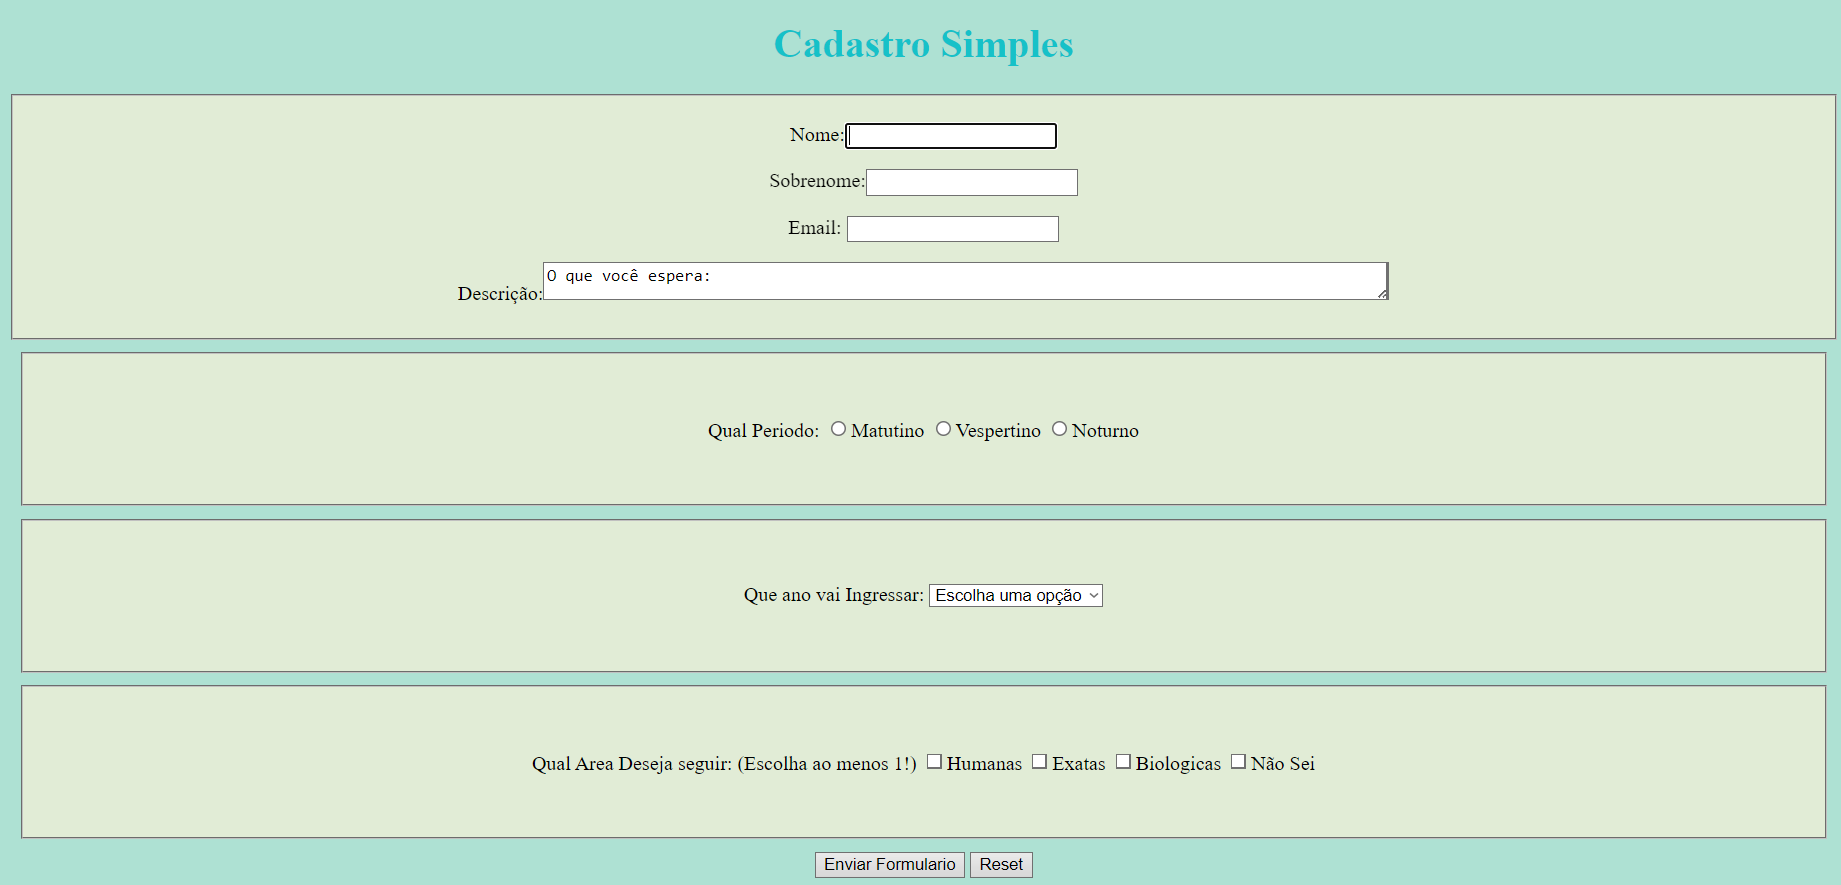 Cadastro Simples
Nome:
Sobrenome:
Email:
O que você espera:
Descrição:
Qual Periodo: Matutino Vespertino Noturno
Que ano vai Ingressar: Escolha uma opção
Qual Area Deseja seguir: (Escolha ao menos 1!) Humanas Exatas Biologicas Não Sei
Enviar Formulario Reset